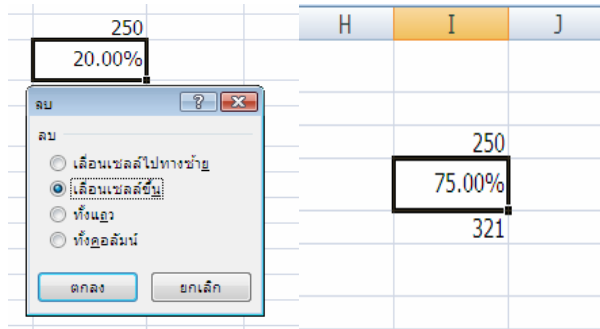 250
20.00%
ลบ
ลบ
เลื่อนเซลล์ไปทางซ้าย
เลื่อนเซลล์ขึ้น
ทั้งแถว
ทั้งคอลัมน์
ตกลง ยกเลิก
H I J
250
75.00%
321